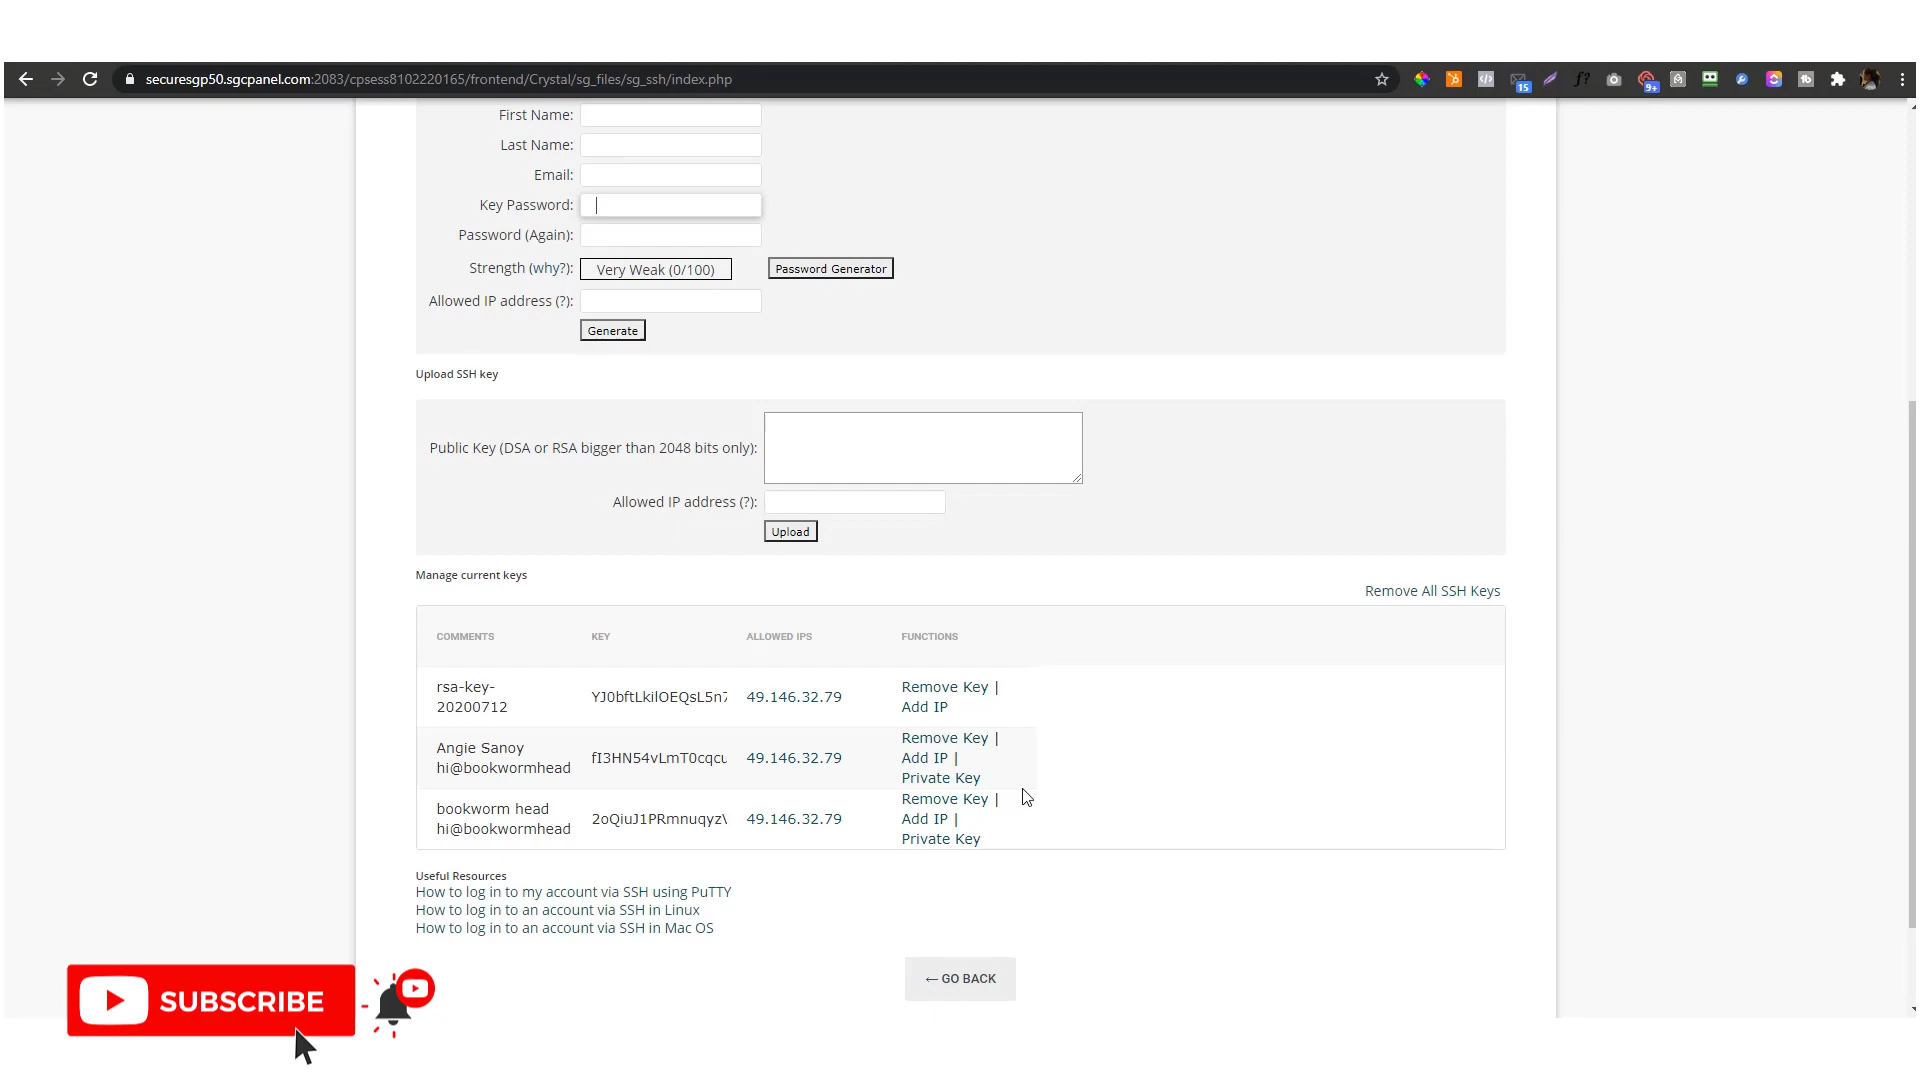 securesgp50.sgcpanel.com:2083/cpsess8102220165/frontend/Crystal/sg_files/sg_ssh/index.php
15
9+
First Name:
Last Name:
Email:
Key Password:
Password (Again):
Strength (why?): Very Weak (0/100) Password Generator
Allowed IP address (?):
Generate
Upload SSH key
Public Key (DSA or RSA bigger than 2048 bits only):
Allowed IP address (?):
Upload
Manage current keys
Remove All SSH Keys
COMMENTS KEY ALLOWED IPS FUNCTIONS
rsa-key-
20200712
YJ0bftLkilOEQsL5n7
49.146.32.79
Remove Key |
Add IP
Angie Sanoy
hi@bookwormhead
fI3HN54vLmT0cqcu
49.146.32.79
Remove Key |
Add IP |
Private Key
bookworm head
hi@bookwormhead
2oQiuJ1PRmnuqyz\
49.146.32.79
Remove Key |
Add IP |
Private Key
Useful Resources
How to log in to my account via SSH using PuTTY
How to log in to an account via SSH in Linux
How to log in to an account via SSH in Mac OS
← GO BACK
SUBSCRIBE